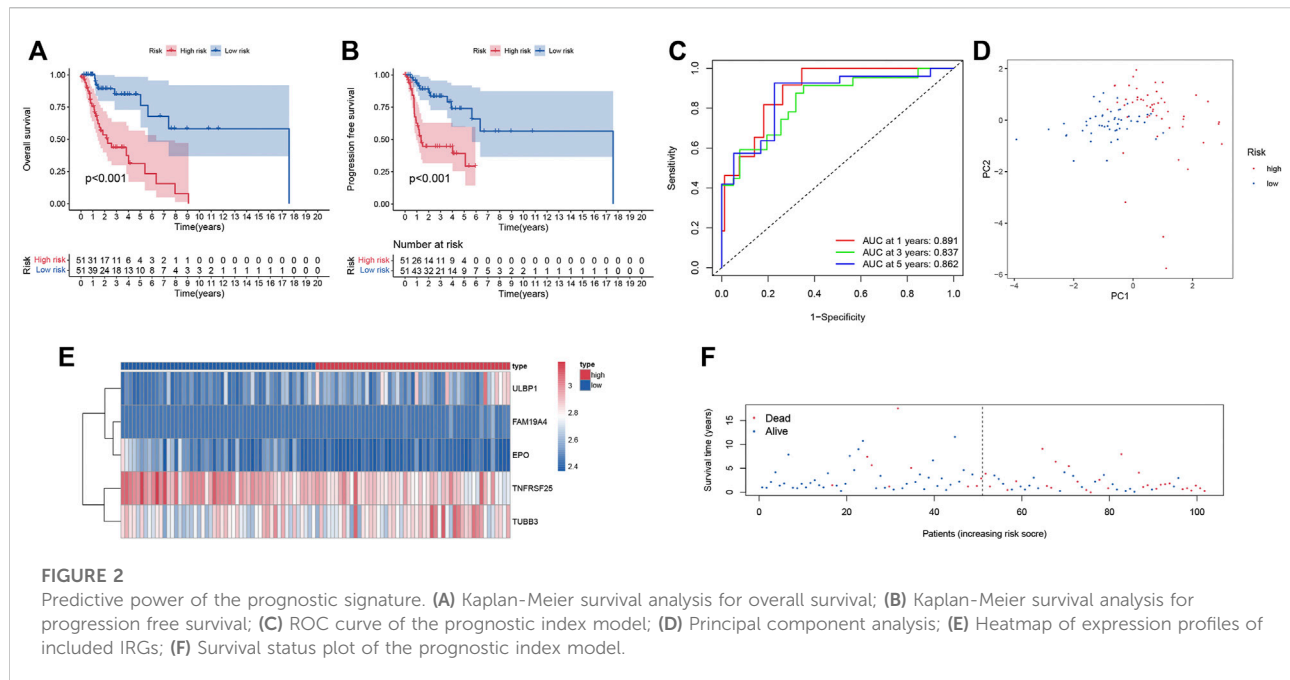 A
Risk High risk Low risk
1.00
0.75
0.50
0.25
0.00
Overall survival
p<0.001
0 1 2 3 4 5 6 7 8 9 10 11 12 13 14 15 16 17 18 19 20
Time(years)
Risk
High risk 51 31 17 11 6 4 3 2 1 1 0 0 0 0 0 0 0 0 0 0 0
Low risk 51 39 24 18 13 10 8 7 4 3 3 2 1 1 1 1 1 1 0 0 0
0 1 2 3 4 5 6 7 8 9 10 11 12 13 14 15 16 17 18 19 20
Time(years)
B
Risk High risk Low risk
1.00
0.75
0.50
0.25
0.00
Progression free survival
p<0.001
0 1 2 3 4 5 6 7 8 9 10 11 12 13 14 15 16 17 18 19 20
Time(years)
Number at risk
Risk
High risk 51 26 14 11 9 4 0 0 0 0 0 0 0 0 0 0 0 0 0 0 0
Low risk 51 43 32 21 14 9 7 5 3 2 2 1 1 1 1 1 1 1 0 0 0
0 1 2 3 4 5 6 7 8 9 10 11 12 13 14 15 16 17 18 19 20
Time(years)
C
1.0
0.8
0.6
0.4
0.2
0.0
Sensitivity
AUC at 1 years: 0.891
AUC at 3 years: 0.837
AUC at 5 years: 0.862
0.0 0.2 0.4 0.6 0.8 1.0
1-Specificity
D
2
0
−2
−4
−6
PC2
−4 −2 0 2
PC1
Risk
high
low
E
type
ULBP1
FAM19A4
EPO
TNFRSF25
TUBB3
3
2.8
2.6
2.4
type
high
low
F
Dead
Alive
15
10
5
0
Survival time (years)
0 20 40 60 80 100
Patients (increasing risk socre)
FIGURE 2
Predictive power of the prognostic signature. (A) Kaplan-Meier survival analysis for overall survival; (B) Kaplan-Meier survival analysis for
progression free survival; (C) ROC curve of the prognostic index model; (D) Principal component analysis; (E) Heatmap of expression profiles of
included IRGs; (F) Survival status plot of the prognostic index model.